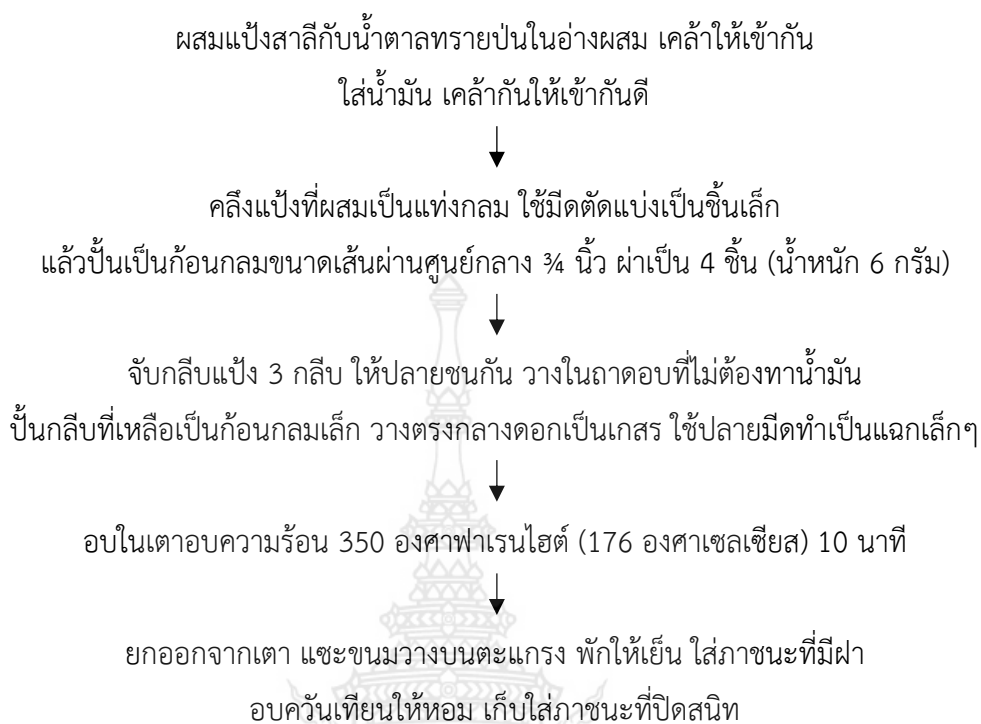 ผสมแป้งสาลีกับน้ำตาลทรายป่นในอ่างผสม เคล้าให้เข้ากัน
ใส่น้ำมัน เคล้ากันให้เข้ากันดี
คลึงแป้งที่ผสมเป็นแท่งกลม ใช้มีดตัดแบ่งเป็นชิ้นเล็ก
แล้วปั้นเป็นก้อนกลมขนาดเส้นผ่านศูนย์กลาง ¾ นิ้ว ผ่าเป็น 4 ชิ้น (น้ำหนัก 6 กรัม)
จับกลีบแป้ง 3 กลีบ ให้ปลายชนกัน วางในถาดอบที่ไม่ต้องทาน้ำมัน
ปั้นกลีบที่เหลือเป็นก้อนกลมเล็ก วางตรงกลางดอกเป็นเกสร ใช้ปลายมีดทำเป็นแฉกเล็กๆ
อบในเตาอบความร้อน 350 องศาฟาเรนไฮต์ (176 องศาเซลเซียส) 10 นาที
ยกออกจากเตา แซะขนมวางบนตะแกรง พักให้เย็น ใส่ภาชนะที่มีฝา
อบควันเทียนให้หอม เก็บใส่ภาชนะที่ปิดสนิท